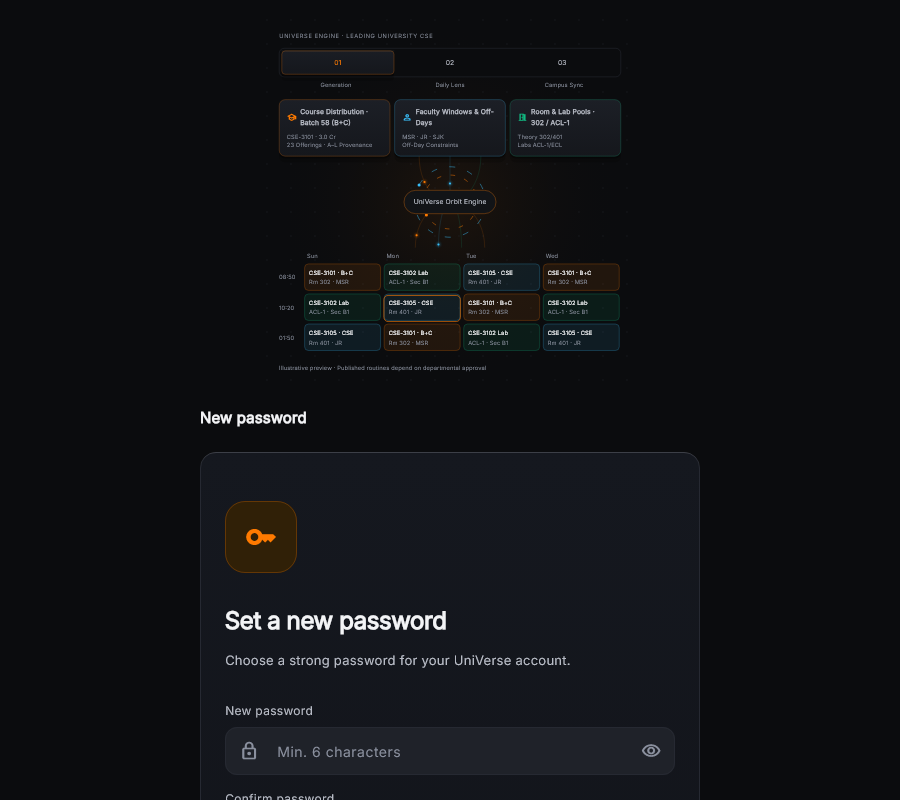 UNIVERSE ENGINE · LEADING UNIVERSITY CSE
01
02
03
Generation
Daily Lens
Campus Sync
Course Distribution ·
Batch 58 (B+C)
CSE-3101 · 3.0 Cr
23 Offerings · A–L Provenance
Faculty Windows & Off-
Days
MSR · JR · SJK
Off-Day Constraints
Room & Lab Pools ·
302 / ACL-1
Theory 302/401
Labs ACL-1/ECL
UniVerse Orbit Engine
Sun
Mon
Tue
Wed
08:50
CSE-3101 · B+C
Rm 302 · MSR
CSE-3102 Lab
ACL-1 · Sec B1
CSE-3105 · CSE
Rm 401 · JR
CSE-3101 · B+C
Rm 302 · MSR
10:20
CSE-3102 Lab
ACL-1 · Sec B1
CSE-3105 · CSE
Rm 401 · JR
CSE-3101 · B+C
Rm 302 · MSR
CSE-3102 Lab
ACL-1 · Sec B1
01:50
CSE-3105 · CSE
Rm 401 · JR
CSE-3101 · B+C
Rm 302 · MSR
CSE-3102 Lab
ACL-1 · Sec B1
CSE-3105 · CSE
Rm 401 · JR
Illustrative preview · Published routines depend on departmental approval
New password
Set a new password
Choose a strong password for your UniVerse account.
New password
Min. 6 characters
Confirm password